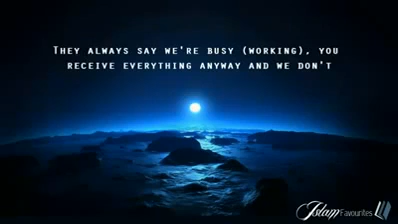 They always say we're busy (working), you
receive everything anyway and we don't
Islam Favourites